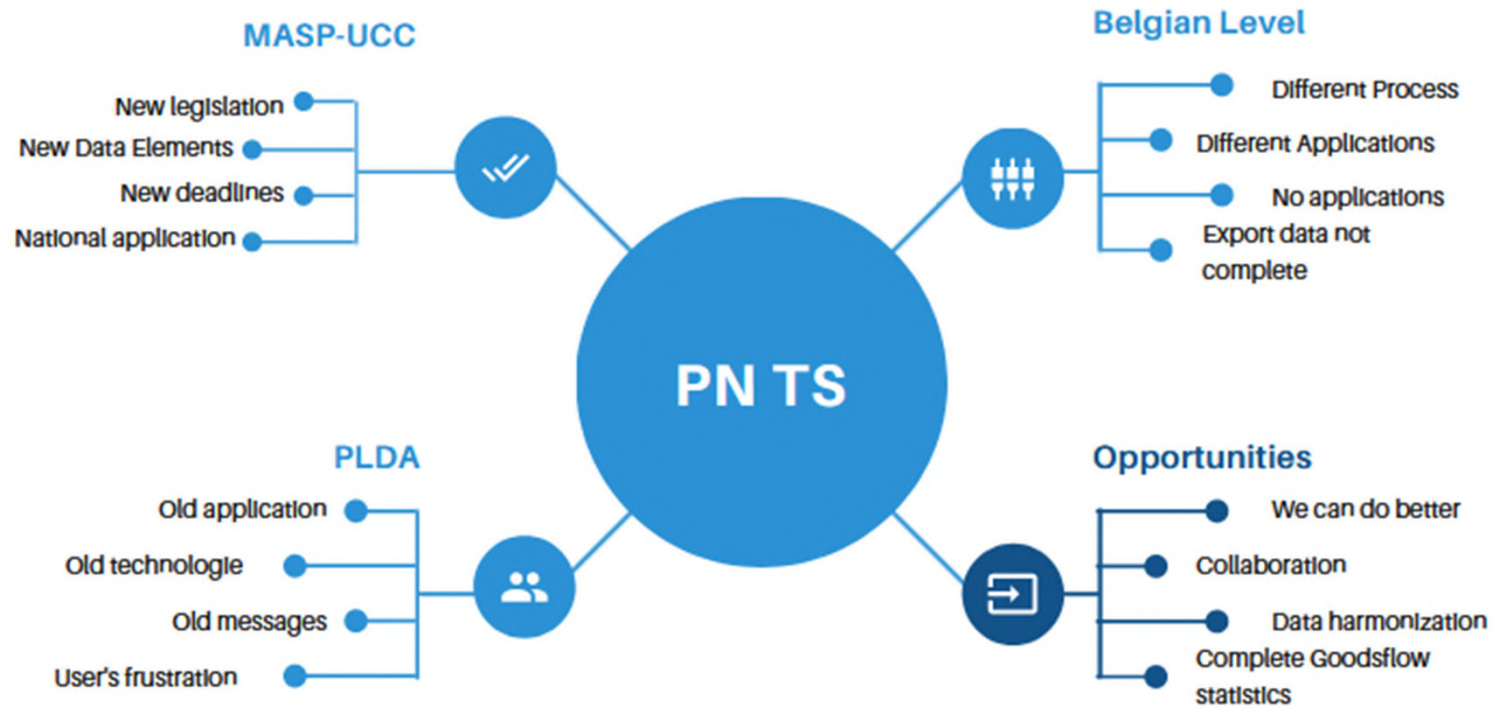 MASP-UCC
New legislation
New Data Elements
New deadlines
National application
Belgian Level
Different Process
Different Applications
No applications
Export data not
complete
PN TS
PLDA
Old application
Old technologie
Old messages
User's frustration
Opportunities
We can do better
Collaboration
Data harmonization
Complete Goodsflow
statistics